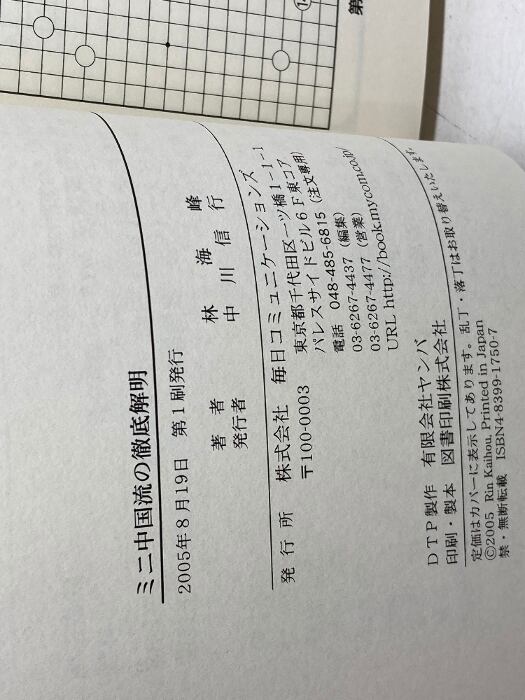 ミニ中国流の徹底解明
2005年8月19日 第1刷発行
著者 林 海峰
発行者 中川信行
発行所 株式会社 毎日コミュニケーションズ
〒100-0003 東京都千代田区一ツ橋1-1-1
パレスサイドビル6F東コア
電話 048-485-6815 (注文専用)
03-6267-4437 (編集)
03-6267-4477 (営業)
URL http://book.mycom.co.jp/
DTP製作 有限会社ヤンバ
印刷・製本 図書印刷株式会社
定価はカバーに表示してあります。乱丁・落丁はお取り替えいたします。
©2005 Rin Kaihou, Printed in Japan
禁・無断転載 ISBN4-8399-1750-7
第